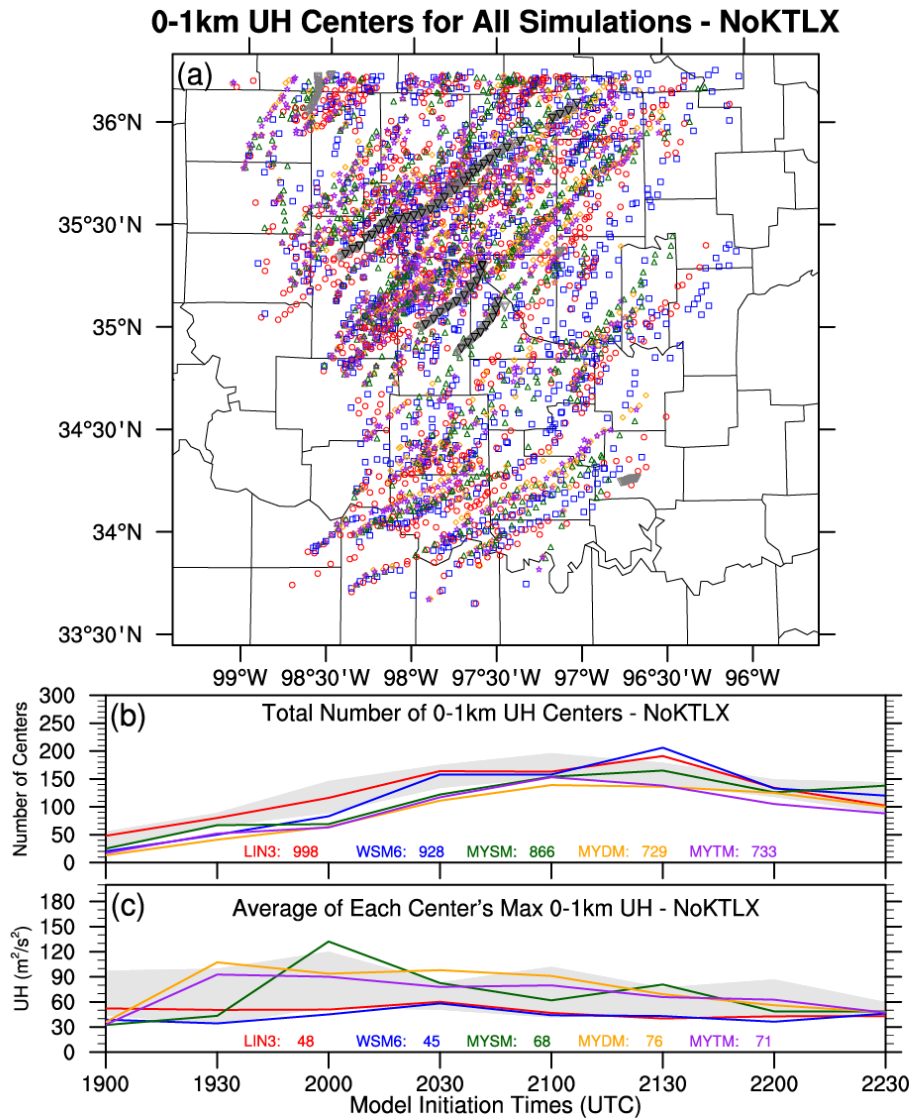 0-1km UH Centers for All Simulations - NoKTLX
(a)
36°N
35°30'N
35°N
34°30'N
34°N
33°30'N
99°W 98°30'W 98°W 97°30'W 97°W 96°30'W 96°W
(b)
Total Number of 0-1km UH Centers - NoKTLX
Number of Centers
300
250
200
150
100
50
0
LIN3: 998 WSM6: 928 MYSM: 866 MYDM: 729 MYTM: 733
(c)
Average of Each Center's Max 0-1km UH - NoKTLX
UH (m²/s²)
180
150
120
90
60
30
0
LIN3: 48 WSM6: 45 MYSM: 68 MYDM: 76 MYTM: 71
1900 1930 2000 2030 2100 2130 2200 2230
Model Initiation Times (UTC)